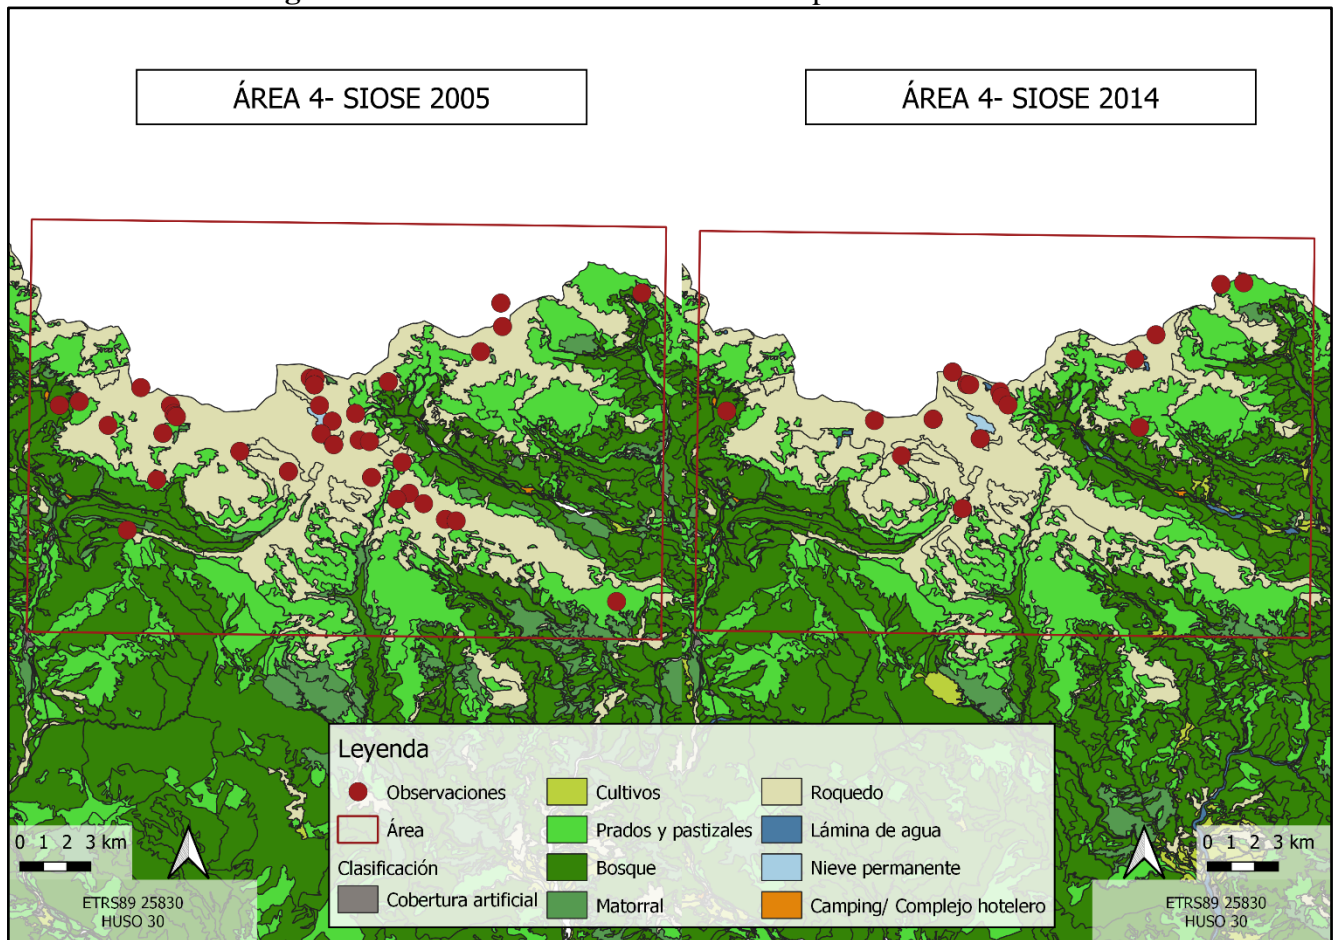 ÁREA 4- SIOSE 2005
ÁREA 4- SIOSE 2014
Leyenda
Observaciones
Área
Clasificación
Cobertura artificial
Cultivos
Prados y pastizales
Bosque
Matorral
Roquedo
Lámina de agua
Nieve permanente
Camping/ Complejo hotelero
0 1 2 3 km
ETRS89 25830
HUSO 30
0 1 2 3 km
ETRS89 25830
HUSO 30